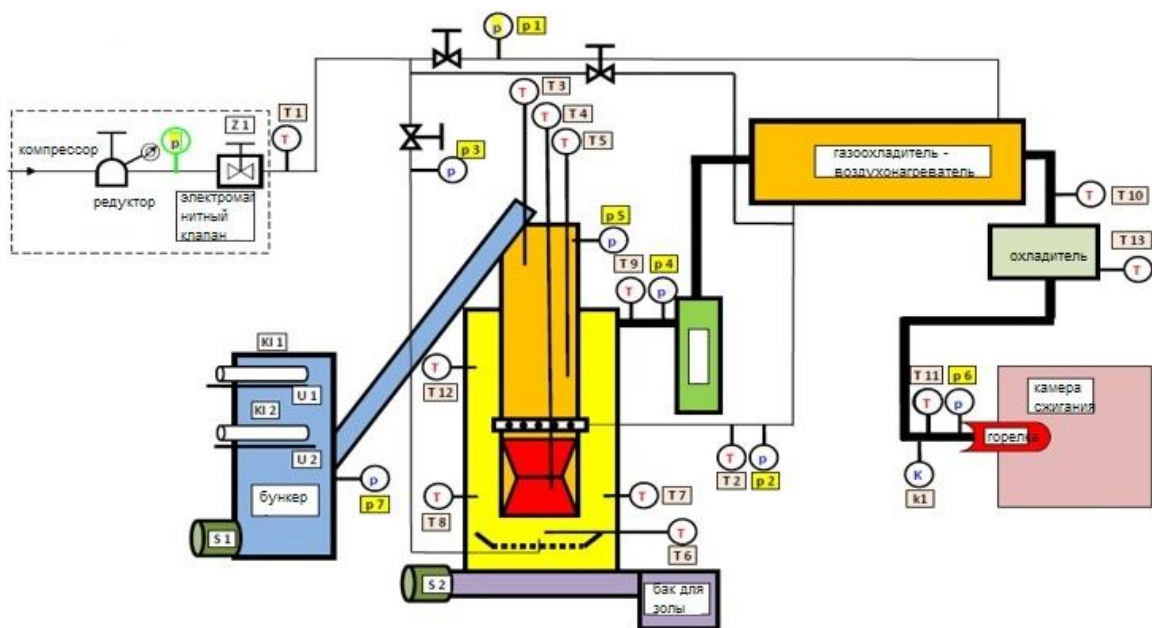 p 1
p
T 3
T
T
T 4
T 1
Z 1
T
T 5
T
p
компрессор
p 3
p
газоохладитель -
воздухонагреватель
редуктор
электромаг
нитный
клапан
T
T 10
p 5
p
T 9
p 4
T
p
охладитель
T 13
T
KI 1
U 1
KI 2
U 2
T
T 12
T 11
p 6
T
p
камера
сжигания
горелка
T
p
T 2
p 2
K
k1
p
p 7
бункер
T
T 8
T
T 7
T
T 6
S 1
S 2
бак для
золы